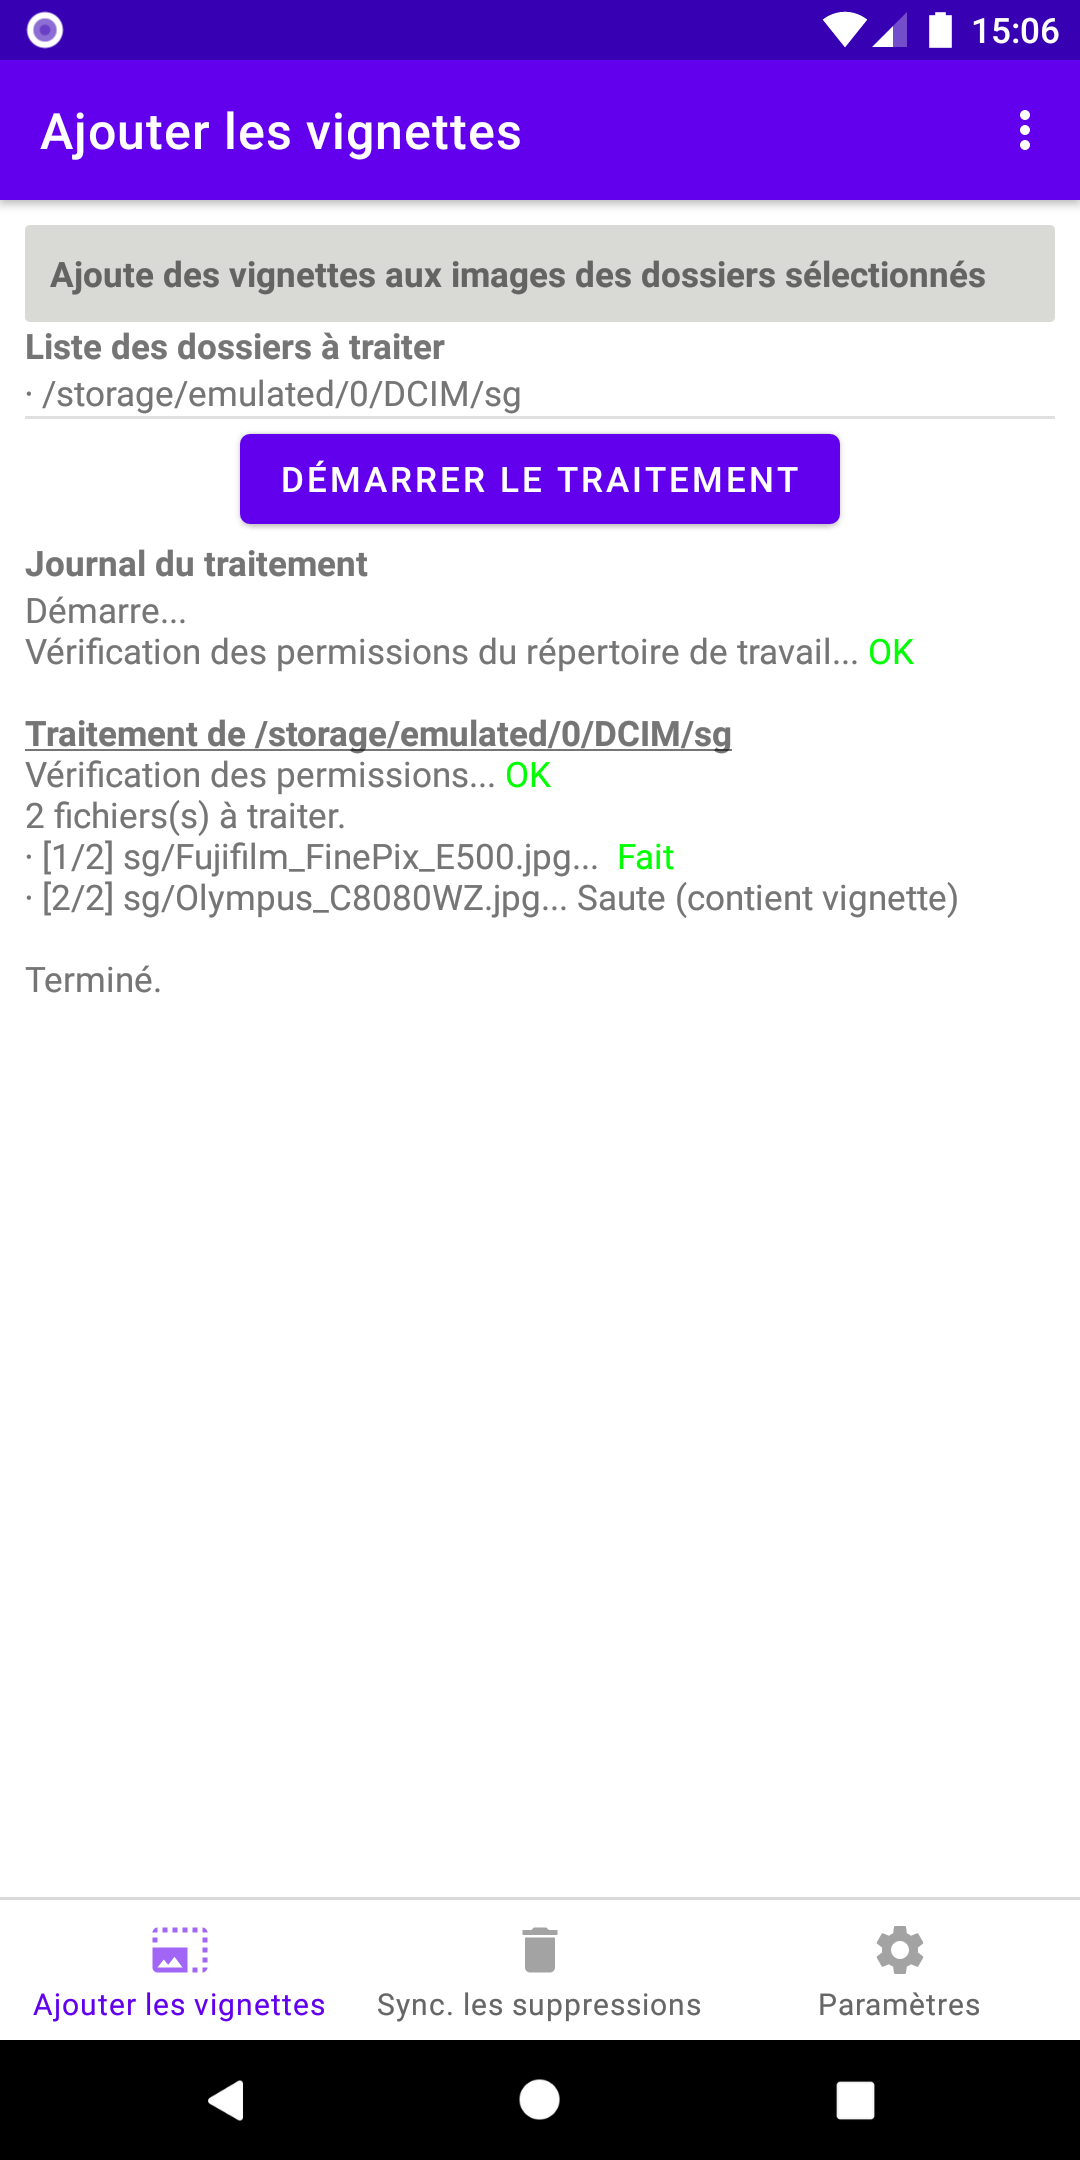 15:06
Ajouter les vignettes
Ajoute des vignettes aux images des dossiers sélectionnés
Liste des dossiers à traiter
· /storage/emulated/0/DCIM/sg
DÉMARRER LE TRAITEMENT
Journal du traitement
Démarre...
Vérification des permissions du répertoire de travail... OK
Traitement de /storage/emulated/0/DCIM/sg
Vérification des permissions... OK
2 fichiers(s) à traiter.
· [1/2] sg/Fujifilm_FinePix_E500.jpg...  Fait
· [2/2] sg/Olympus_C8080WZ.jpg... Saute (contient vignette)
Terminé.
Ajouter les vignettes
Sync. les suppressions
Paramètres